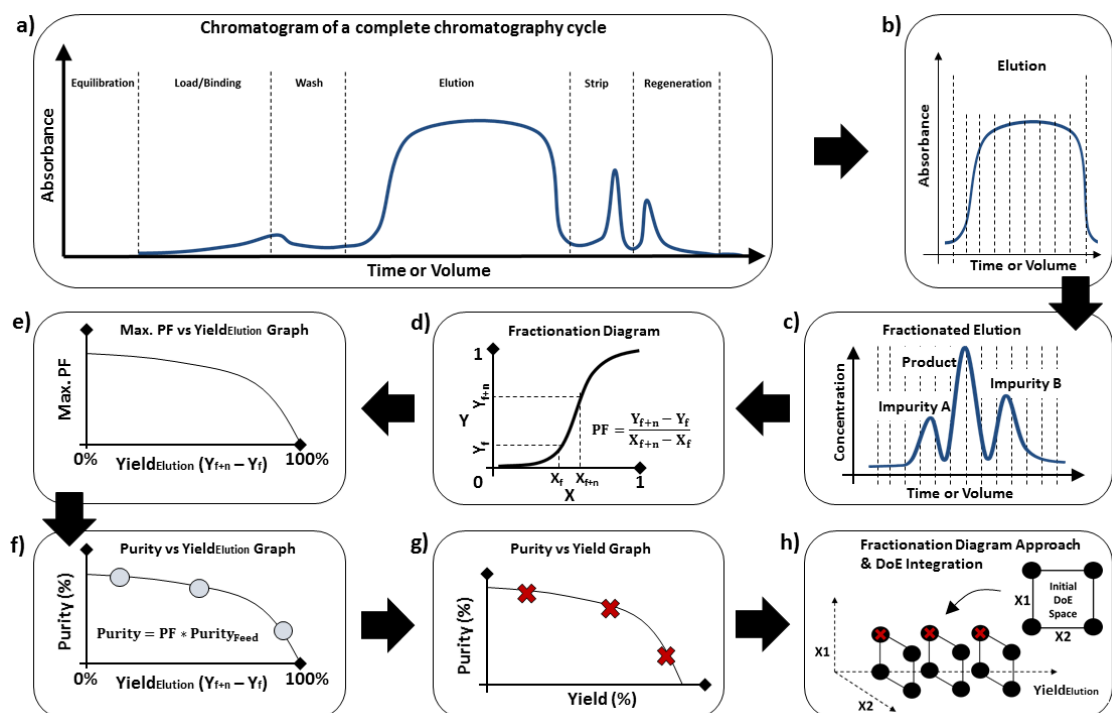 a)
Chromatogram of a complete chromatography cycle
Equilibration
Load/Binding
Wash
Elution
Strip
Regeneration
Absorbance
Time or Volume
b)
Elution
Absorbance
Time or Volume
c)
Fractionated Elution
Product
Impurity A
Impurity B
Concentration
Time or Volume
d)
Fractionation Diagram
1
Y
Yf+n
Yf
0
Xf
Xf+n
X
1
PF = (Yf+n − Yf) / (Xf+n − Xf)
e)
Max. PF vs YieldElution Graph
Max. PF
0%
YieldElution (Yf+n − Yf)
100%
f)
Purity vs YieldElution Graph
Purity (%)
Purity = PF * PurityFeed
0%
YieldElution (Yf+n − Yf)
100%
g)
Purity vs Yield Graph
Purity (%)
Yield (%)
h)
Fractionation Diagram Approach
& DoE Integration
X1
Initial
DoE
Space
X2
X1
X2
YieldElution